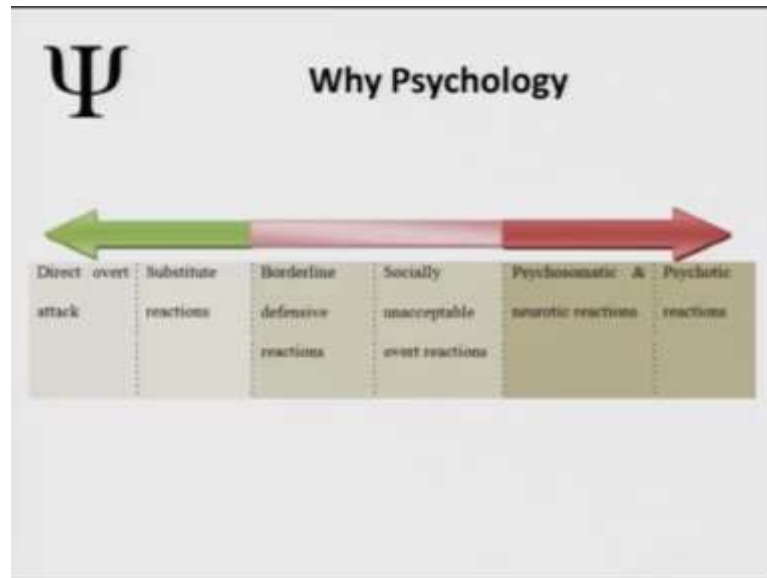 Ψ
Why Psychology
Direct overt
attack
Substitute
reactions
Borderline
defensive
reactions
Socially
unacceptable
overt reactions
Psychosomatic &
neurotic reactions
Psychotic
reactions